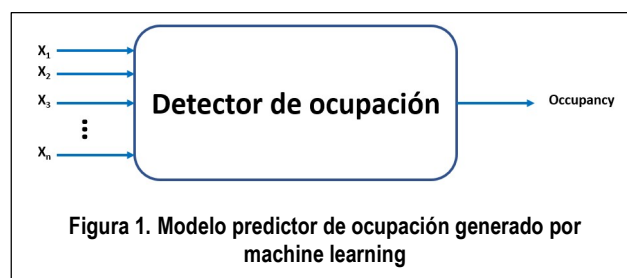 X1
X2
X3
Xn
Detector de ocupación
Occupancy
Figura 1. Modelo predictor de ocupación generado por
machine learning